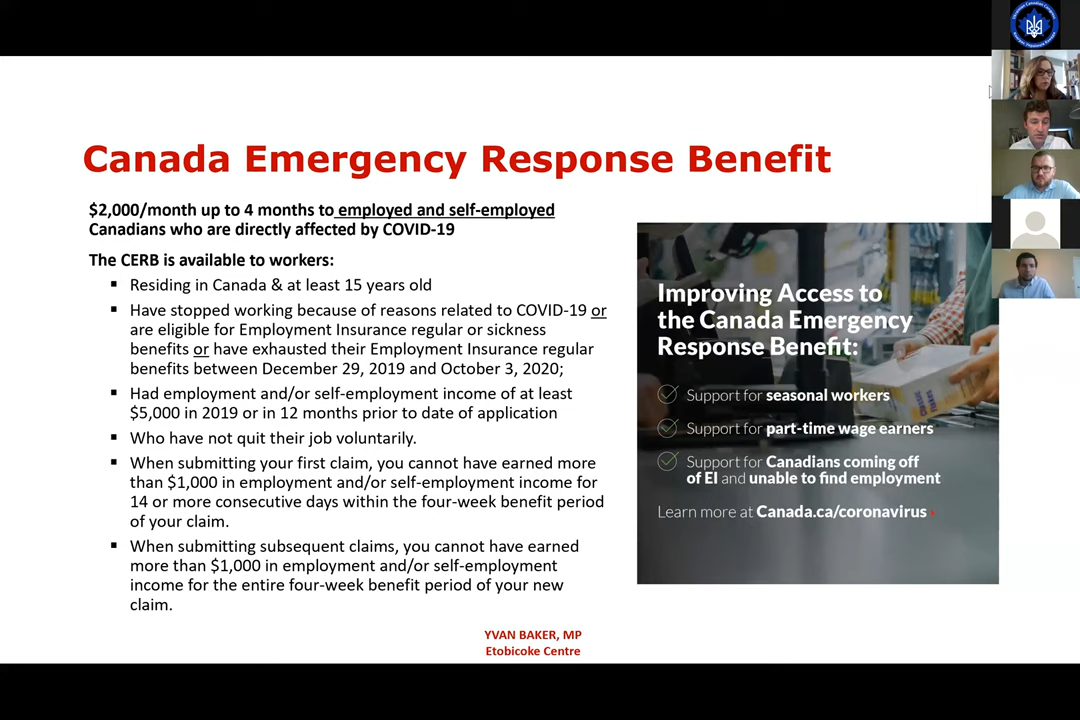 Canada Emergency Response Benefit
$2,000/month up to 4 months to employed and self-employed
Canadians who are directly affected by COVID-19
The CERB is available to workers:
▪ Residing in Canada & at least 15 years old
▪ Have stopped working because of reasons related to COVID-19 or
are eligible for Employment Insurance regular or sickness
benefits or have exhausted their Employment Insurance regular
benefits between December 29, 2019 and October 3, 2020;
▪ Had employment and/or self-employment income of at least
$5,000 in 2019 or in 12 months prior to date of application
▪ Who have not quit their job voluntarily.
▪ When submitting your first claim, you cannot have earned more
than $1,000 in employment and/or self-employment income for
14 or more consecutive days within the four-week benefit period
of your claim.
▪ When submitting subsequent claims, you cannot have earned
more than $1,000 in employment and/or self-employment
income for the entire four-week benefit period of your new
claim.
Improving Access to
the Canada Emergency
Response Benefit:
Support for seasonal workers
Support for part-time wage earners
Support for Canadians coming off
of EI and unable to find employment
Learn more at Canada.ca/coronavirus
YVAN BAKER, MP
Etobicoke Centre